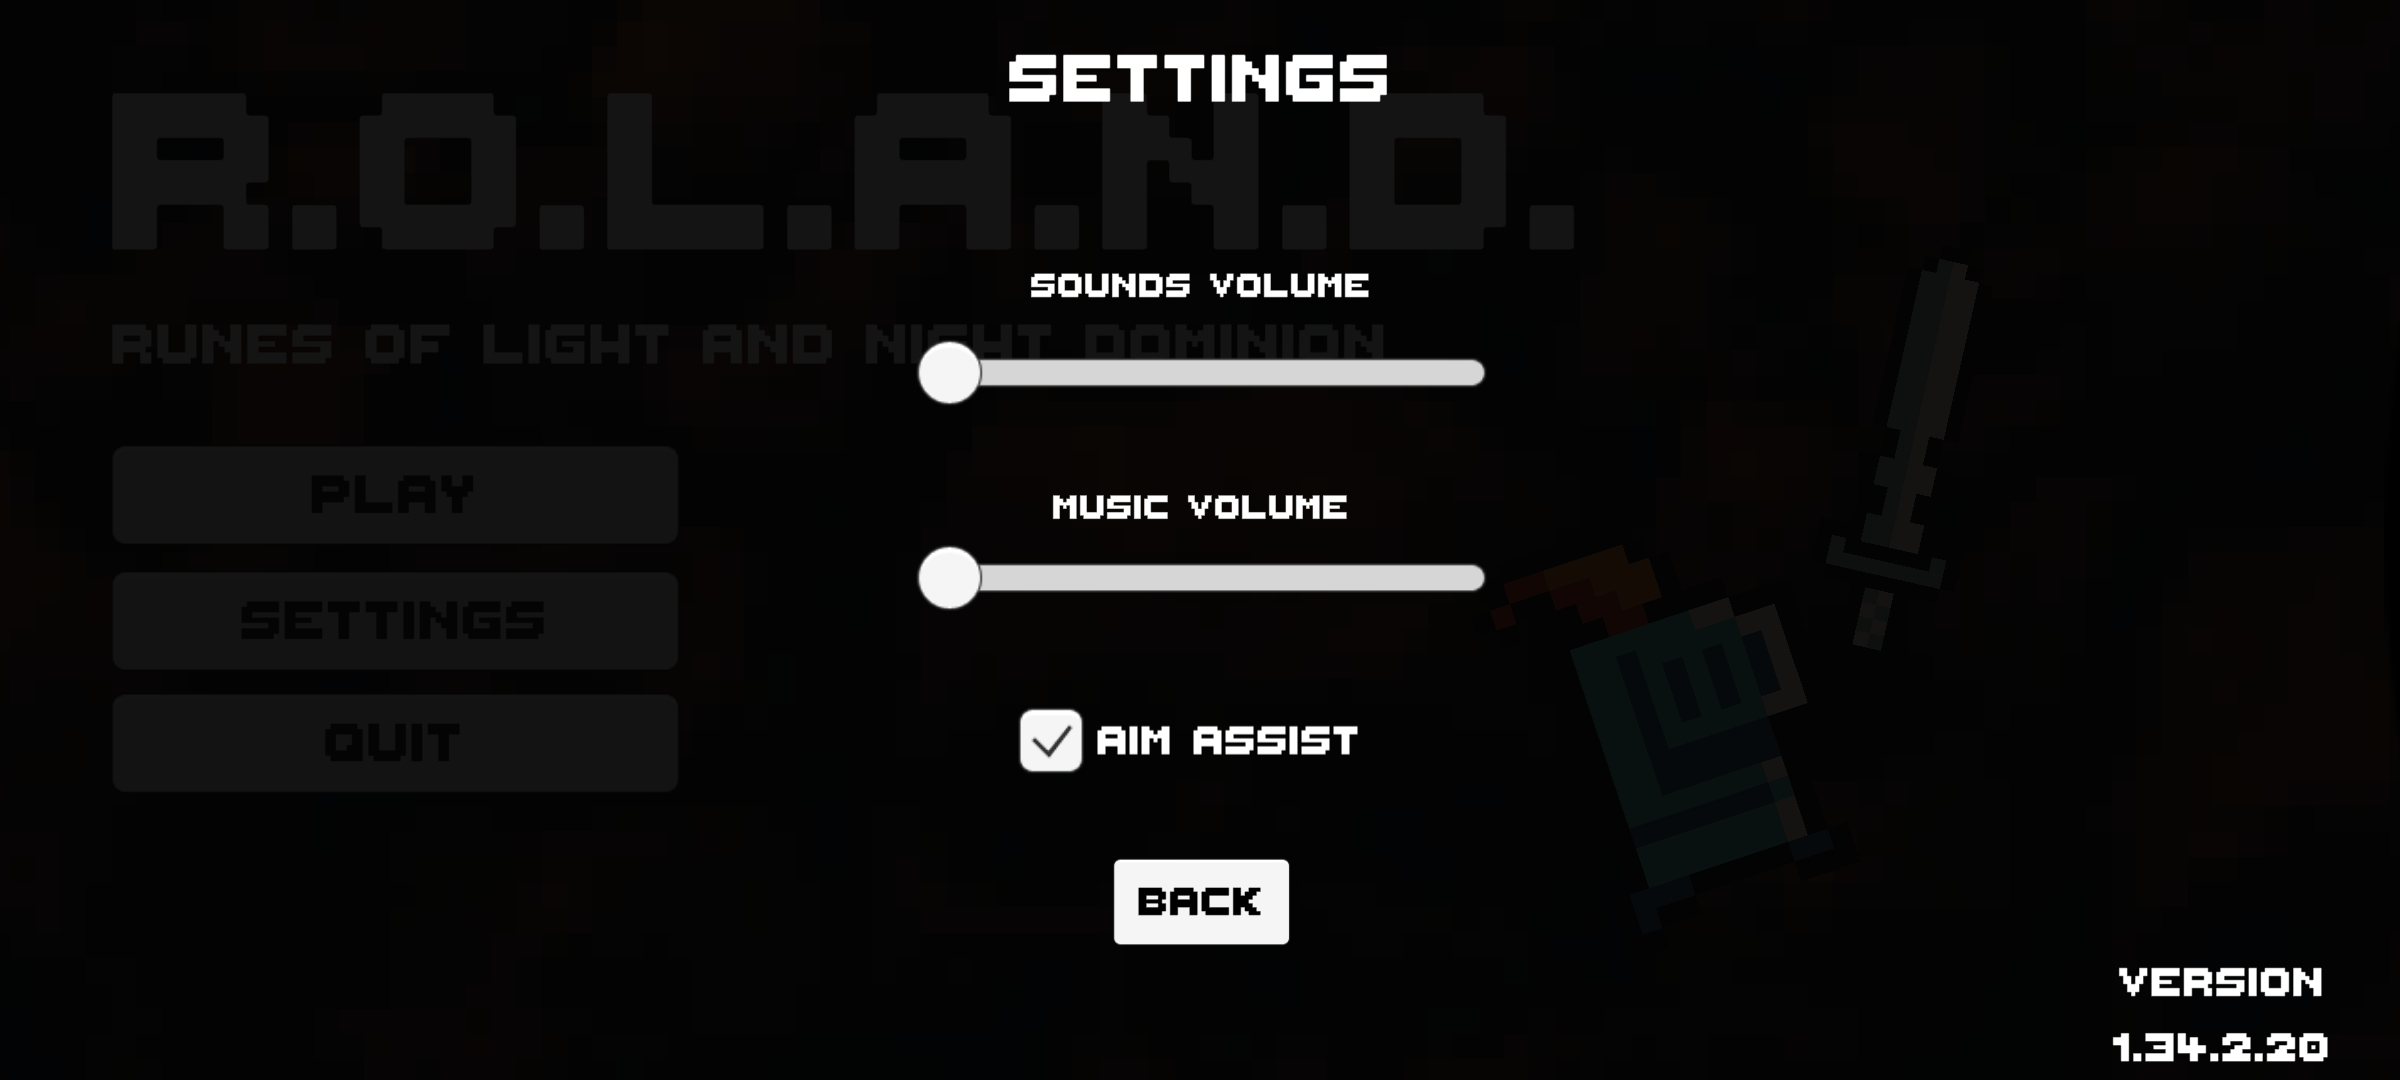 SETTINGS
R.O.L.A.N.D.
SOUNDS VOLUME
RUNES OF LIGHT AND NIGHT DOMINION
PLAY
MUSIC VOLUME
SETTINGS
QUIT
AIM ASSIST
BACK
VERSION
1.34.2.20